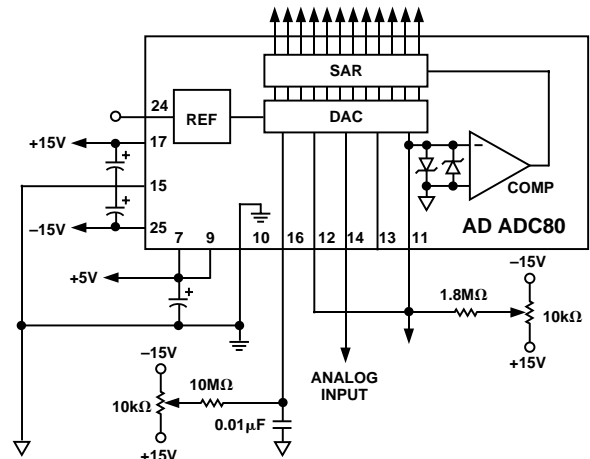 SAR
DAC
REF
24
+15V
17
15
–15V
25
7
9
10
16
12
14
13
11
COMP
AD ADC80
+
+
+5V
+
–
–15V
1.8MΩ
10kΩ
+15V
ANALOG
INPUT
–15V
10MΩ
10kΩ
0.01μF
+15V